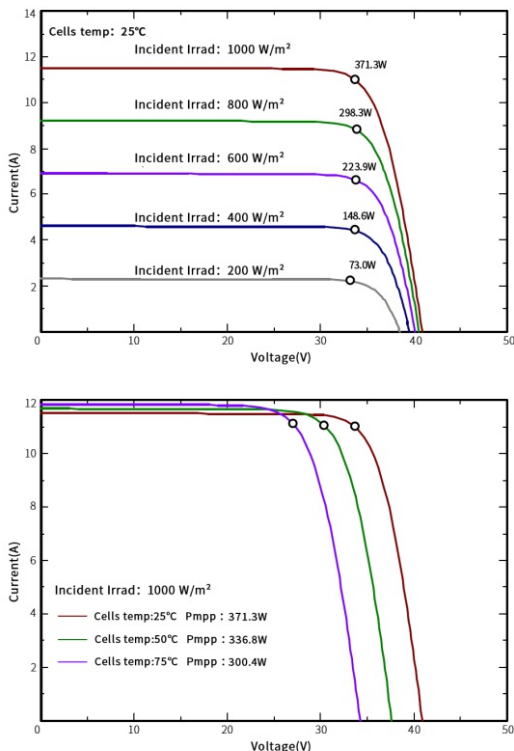 14
Cells temp: 25℃
Incident Irrad: 1000 W/m²
371.3W
12
10
Incident Irrad: 800 W/m²
298.3W
8
Incident Irrad: 600 W/m²
223.9W
6
Incident Irrad: 400 W/m²
148.6W
4
Incident Irrad: 200 W/m²
73.0W
2
Current(A)
0 10 20 30 40 50
Voltage(V)
12
10
8
6
Incident Irrad: 1000 W/m²
4
Cells temp:25℃ Pmpp : 371.3W
Cells temp:50℃ Pmpp : 336.8W
2
Cells temp:75℃ Pmpp : 300.4W
Current(A)
0 10 20 30 40 50
Voltage(V)